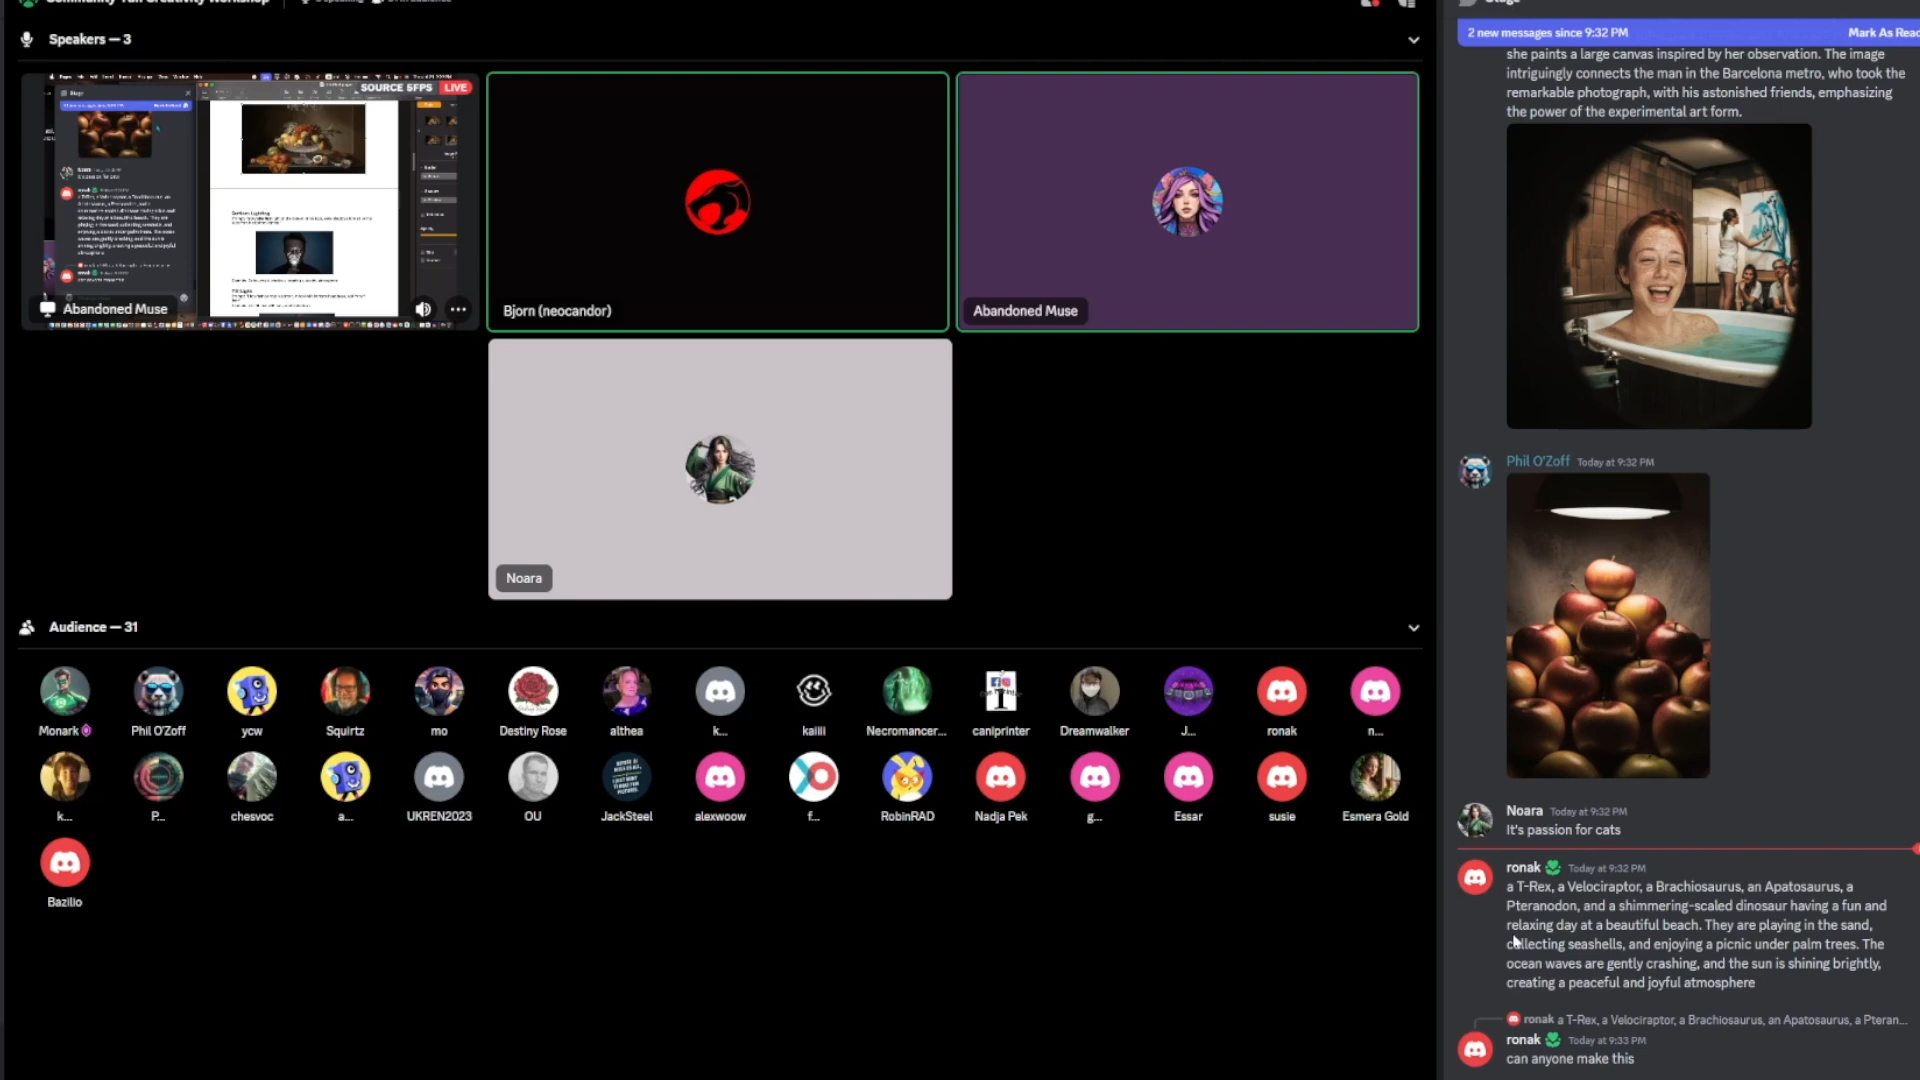 Community Fun Creativity Workshop
Speakers — 3
SOURCE 5FPS LIVE
Abandoned Muse
Bottom Lighting
Bjorn (neocandor)
Abandoned Muse
Noara
Audience — 31
Monark
Phil O'Zoff
ycw
Squirtz
mo
Destiny Rose
althea
k...
kaiiii
Necromancer...
caniprinter
Dreamwalker
J...
ronak
n...
k...
P...
chesvoc
a...
UKREN2023
OU
JackSteel
alexwoow
f...
RobinRAD
Nadja Pek
g...
Essar
susie
Esmera Gold
Bazilio
Stage
2 new messages since 9:32 PM Mark As Read
she paints a large canvas inspired by her observation. The image
intriguingly connects the man in the Barcelona metro, who took the
remarkable photograph, with his astonished friends, emphasizing
the power of the experimental art form.
Phil O'Zoff Today at 9:32 PM
Noara Today at 9:32 PM
It's passion for cats
ronak Today at 9:32 PM
a T-Rex, a Velociraptor, a Brachiosaurus, an Apatosaurus, a
Pteranodon, and a shimmering-scaled dinosaur having a fun and
relaxing day at a beautiful beach. They are playing in the sand,
collecting seashells, and enjoying a picnic under palm trees. The
ocean waves are gently crashing, and the sun is shining brightly,
creating a peaceful and joyful atmosphere
ronak a T-Rex, a Velociraptor, a Brachiosaurus, an Apatosaurus, a Pteran...
ronak Today at 9:33 PM
can anyone make this